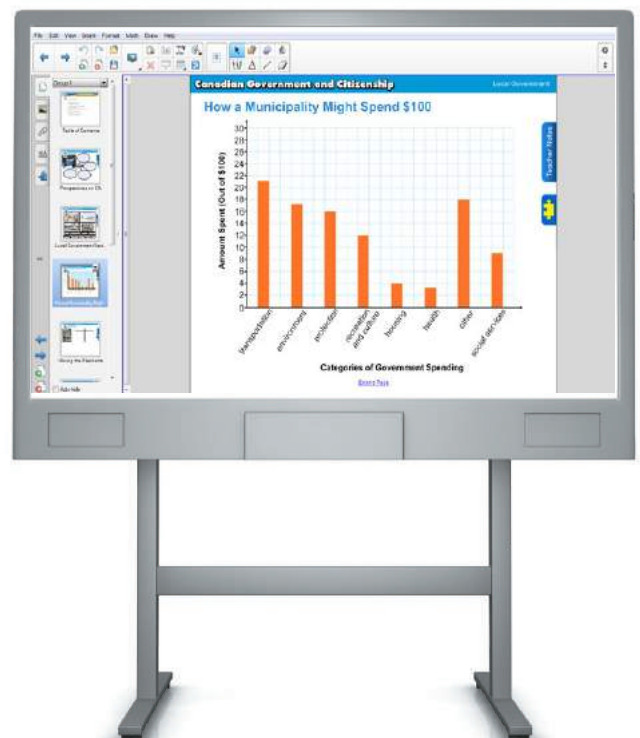 File Edit View Insert Format Math Draw Help
Canadian Government and Citizenship
Local Government
How a Municipality Might Spend $100
Teacher Notes
Amount Spent (Out of $100)
30
28
26
24
22
20
18
16
14
12
10
8
6
4
2
0
transportation
environment
protection
recreation
and culture
housing
health
other
social services
Categories of Government Spending
Table of Contents